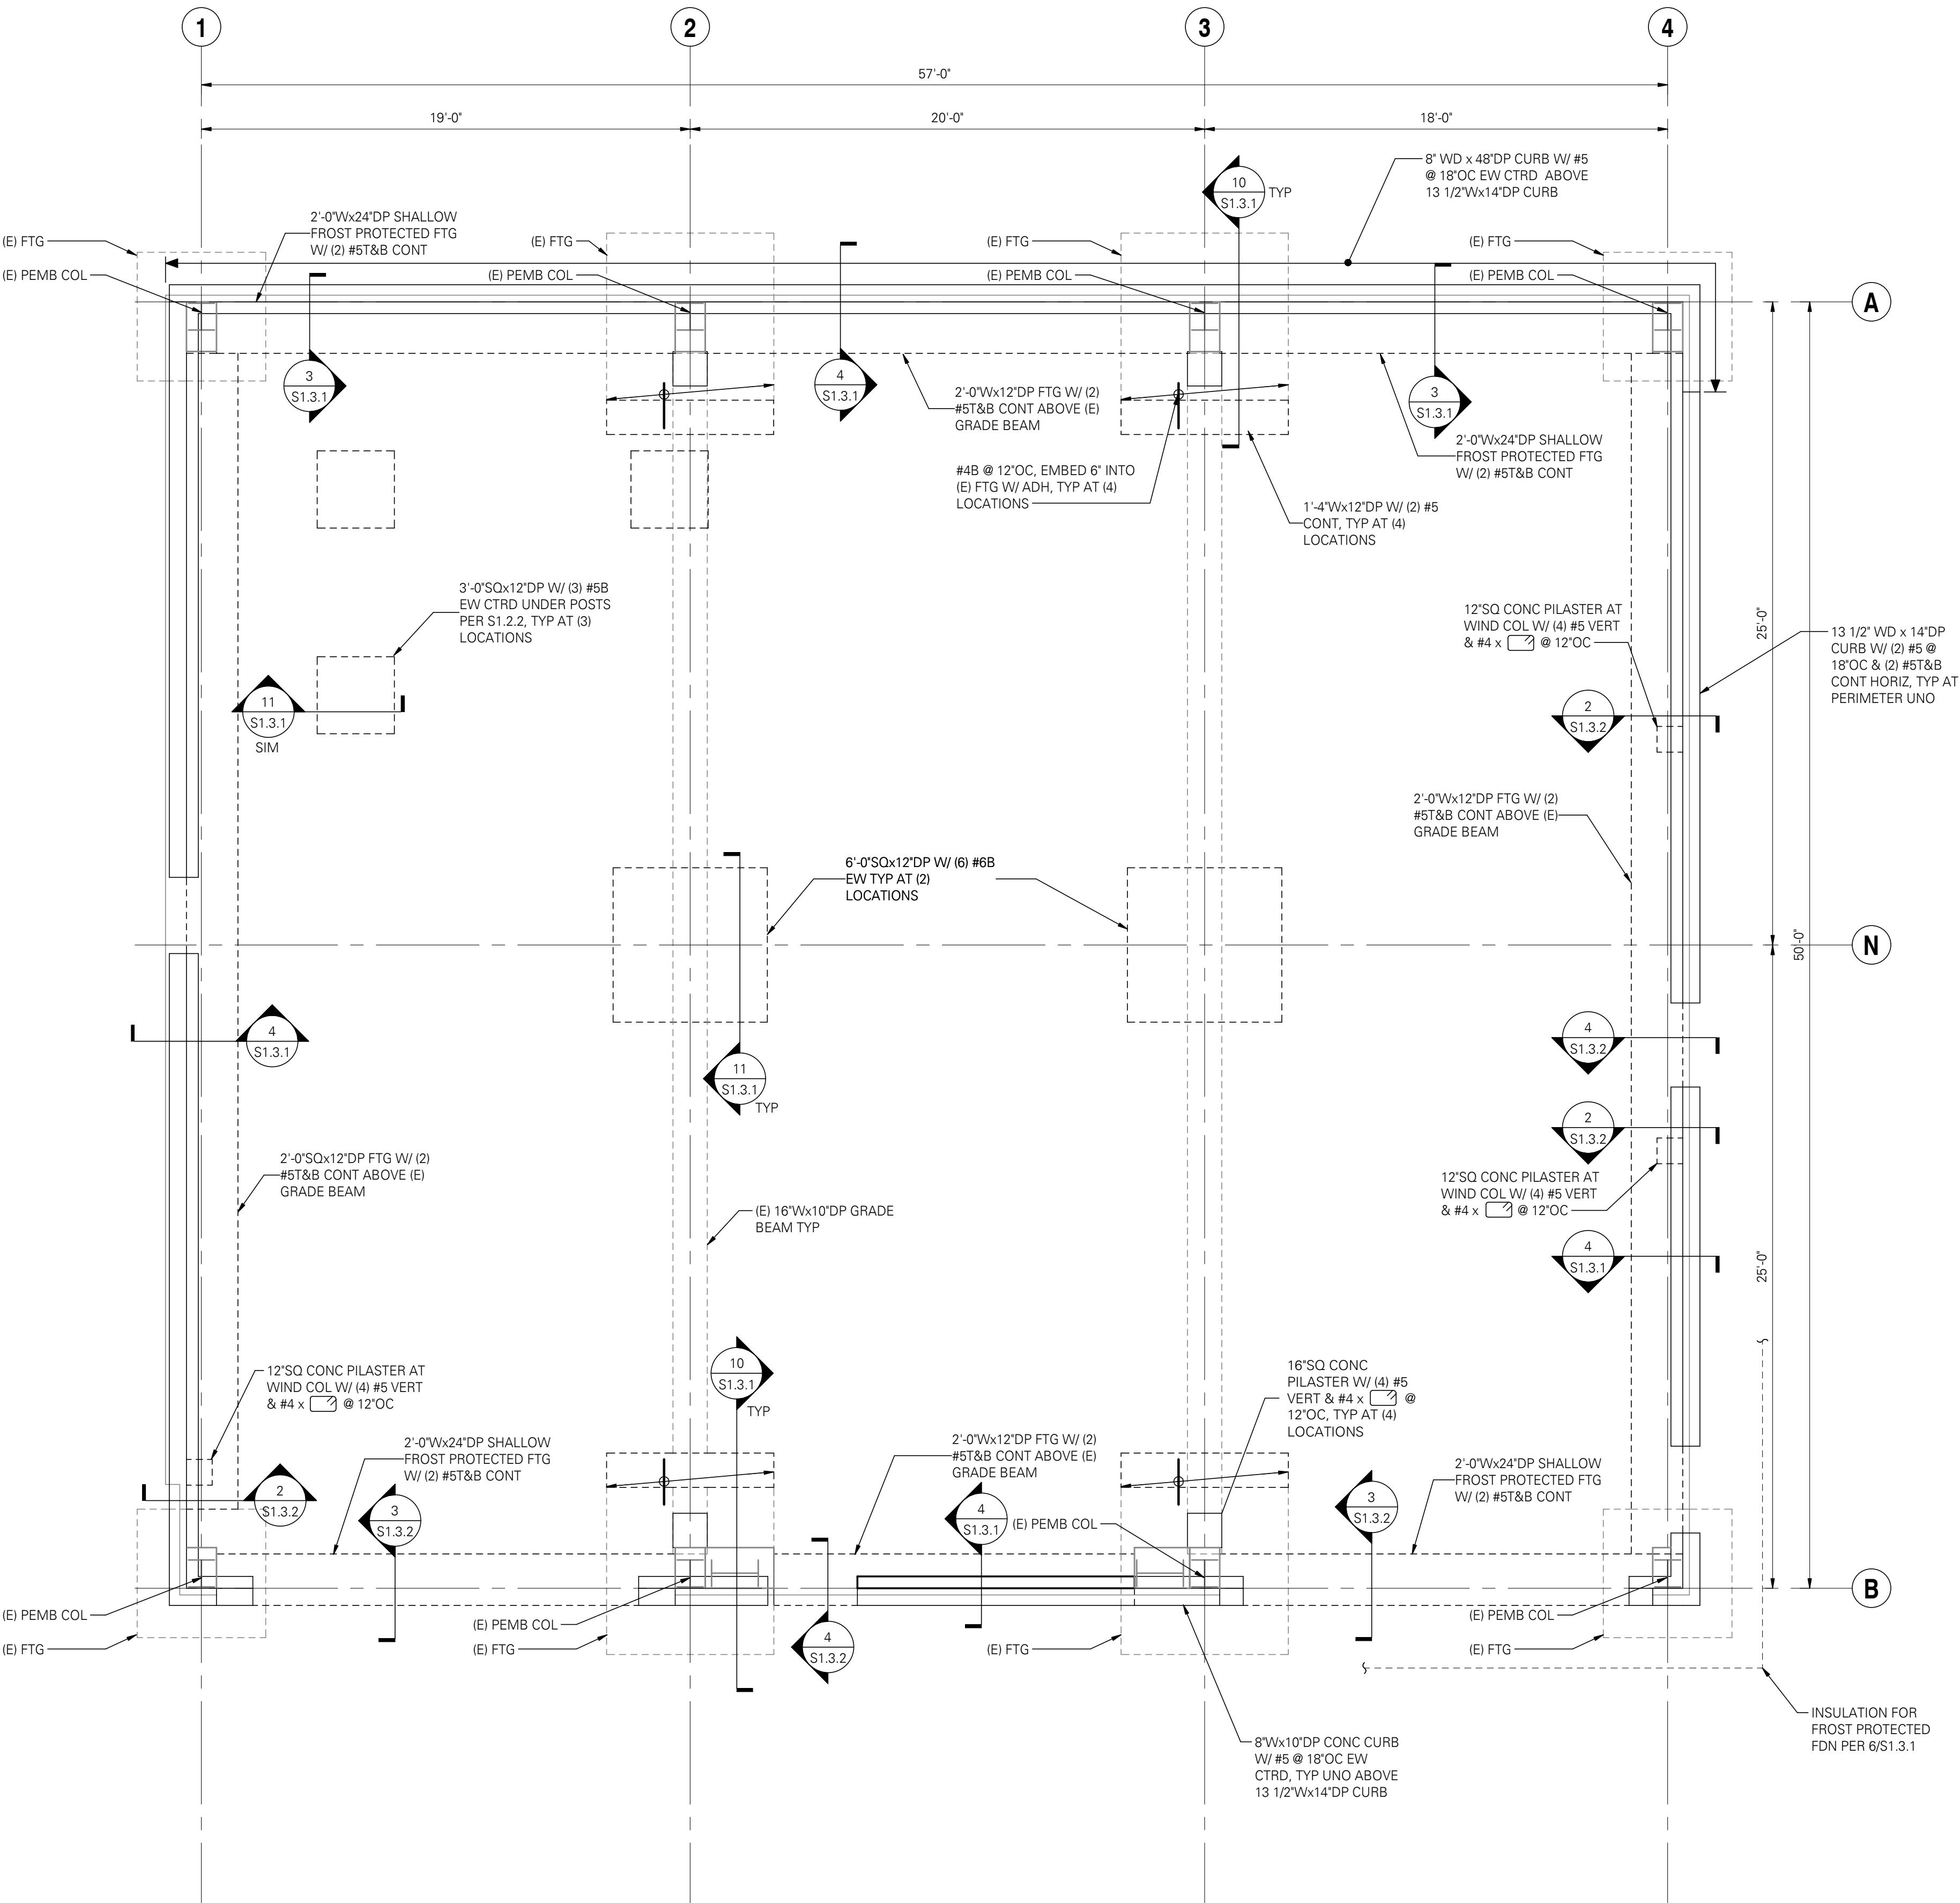 1
2
3
4
57'-0"
19'-0"
20'-0"
18'-0"
8" WD x 48"DP CURB W/ #5
@ 18"OC EW CTRD ABOVE
13 1/2"Wx14"DP CURB
10
S1.3.1
TYP
2'-0"Wx24"DP SHALLOW
FROST PROTECTED FTG
W/ (2) #5T&B CONT
(E) FTG
(E) FTG
(E) FTG
(E) FTG
(E) PEMB COL
(E) PEMB COL
(E) PEMB COL
(E) PEMB COL
A
3
S1.3.1
4
S1.3.1
3
S1.3.1
2'-0"Wx12"DP FTG W/ (2)
#5T&B CONT ABOVE (E)
GRADE BEAM
2'-0"Wx24"DP SHALLOW
FROST PROTECTED FTG
W/ (2) #5T&B CONT
#4B @ 12"OC, EMBED 6" INTO
(E) FTG W/ ADH, TYP AT (4)
LOCATIONS
1'-4"Wx12"DP W/ (2) #5
CONT, TYP AT (4)
LOCATIONS
3'-0"SQx12"DP W/ (3) #5B
EW CTRD UNDER POSTS
PER S1.2.2, TYP AT (3)
LOCATIONS
12"SQ CONC PILASTER AT
WIND COL W/ (4) #5 VERT
& #4 x @ 12"OC
25'-0"
13 1/2" WD x 14"DP
CURB W/ (2) #5 @
18"OC & (2) #5T&B
CONT HORIZ, TYP AT
PERIMETER UNO
11
S1.3.1
SIM
2
S1.3.2
2'-0"Wx12"DP FTG W/ (2)
#5T&B CONT ABOVE (E)
GRADE BEAM
6'-0"SQx12"DP W/ (6) #6B
EW TYP AT (2)
LOCATIONS
50'-0"
N
4
S1.3.1
4
S1.3.2
11
S1.3.1
TYP
2
S1.3.2
2'-0"SQx12"DP FTG W/ (2)
#5T&B CONT ABOVE (E)
GRADE BEAM
12"SQ CONC PILASTER AT
WIND COL W/ (4) #5 VERT
& #4 x @ 12"OC
(E) 16"Wx10"DP GRADE
BEAM TYP
4
S1.3.1
25'-0"
12"SQ CONC PILASTER AT
WIND COL W/ (4) #5 VERT
& #4 x @ 12"OC
10
S1.3.1
TYP
16"SQ CONC
PILASTER W/ (4) #5
VERT & #4 x @
12"OC, TYP AT (4)
LOCATIONS
2'-0"Wx24"DP SHALLOW
FROST PROTECTED FTG
W/ (2) #5T&B CONT
2'-0"Wx12"DP FTG W/ (2)
#5T&B CONT ABOVE (E)
GRADE BEAM
2'-0"Wx24"DP SHALLOW
FROST PROTECTED FTG
W/ (2) #5T&B CONT
2
S1.3.2
3
S1.3.2
4
S1.3.1
(E) PEMB COL
3
S1.3.2
B
(E) PEMB COL
(E) PEMB COL
(E) PEMB COL
4
S1.3.2
(E) FTG
(E) FTG
(E) FTG
(E) FTG
INSULATION FOR
FROST PROTECTED
FDN PER 6/S1.3.1
8"Wx10"DP CONC CURB
W/ #5 @ 18"OC EW
CTRD, TYP UNO ABOVE
13 1/2"Wx14"DP CURB